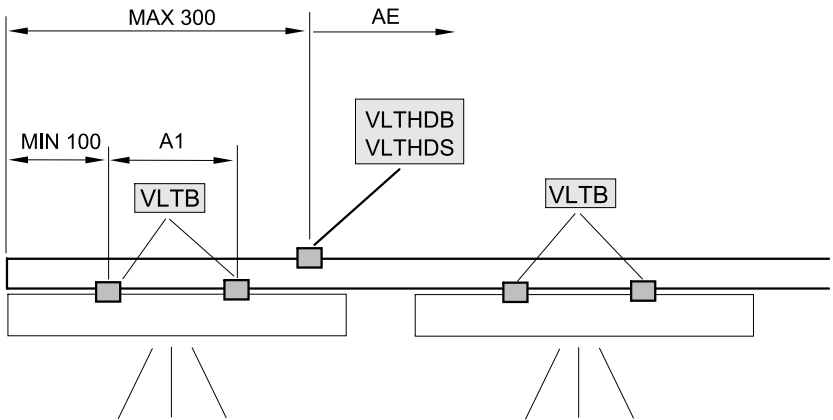 MAX 300
AE
VLTHDB
VLTHDS
MIN 100
A1
VLTB
VLTB